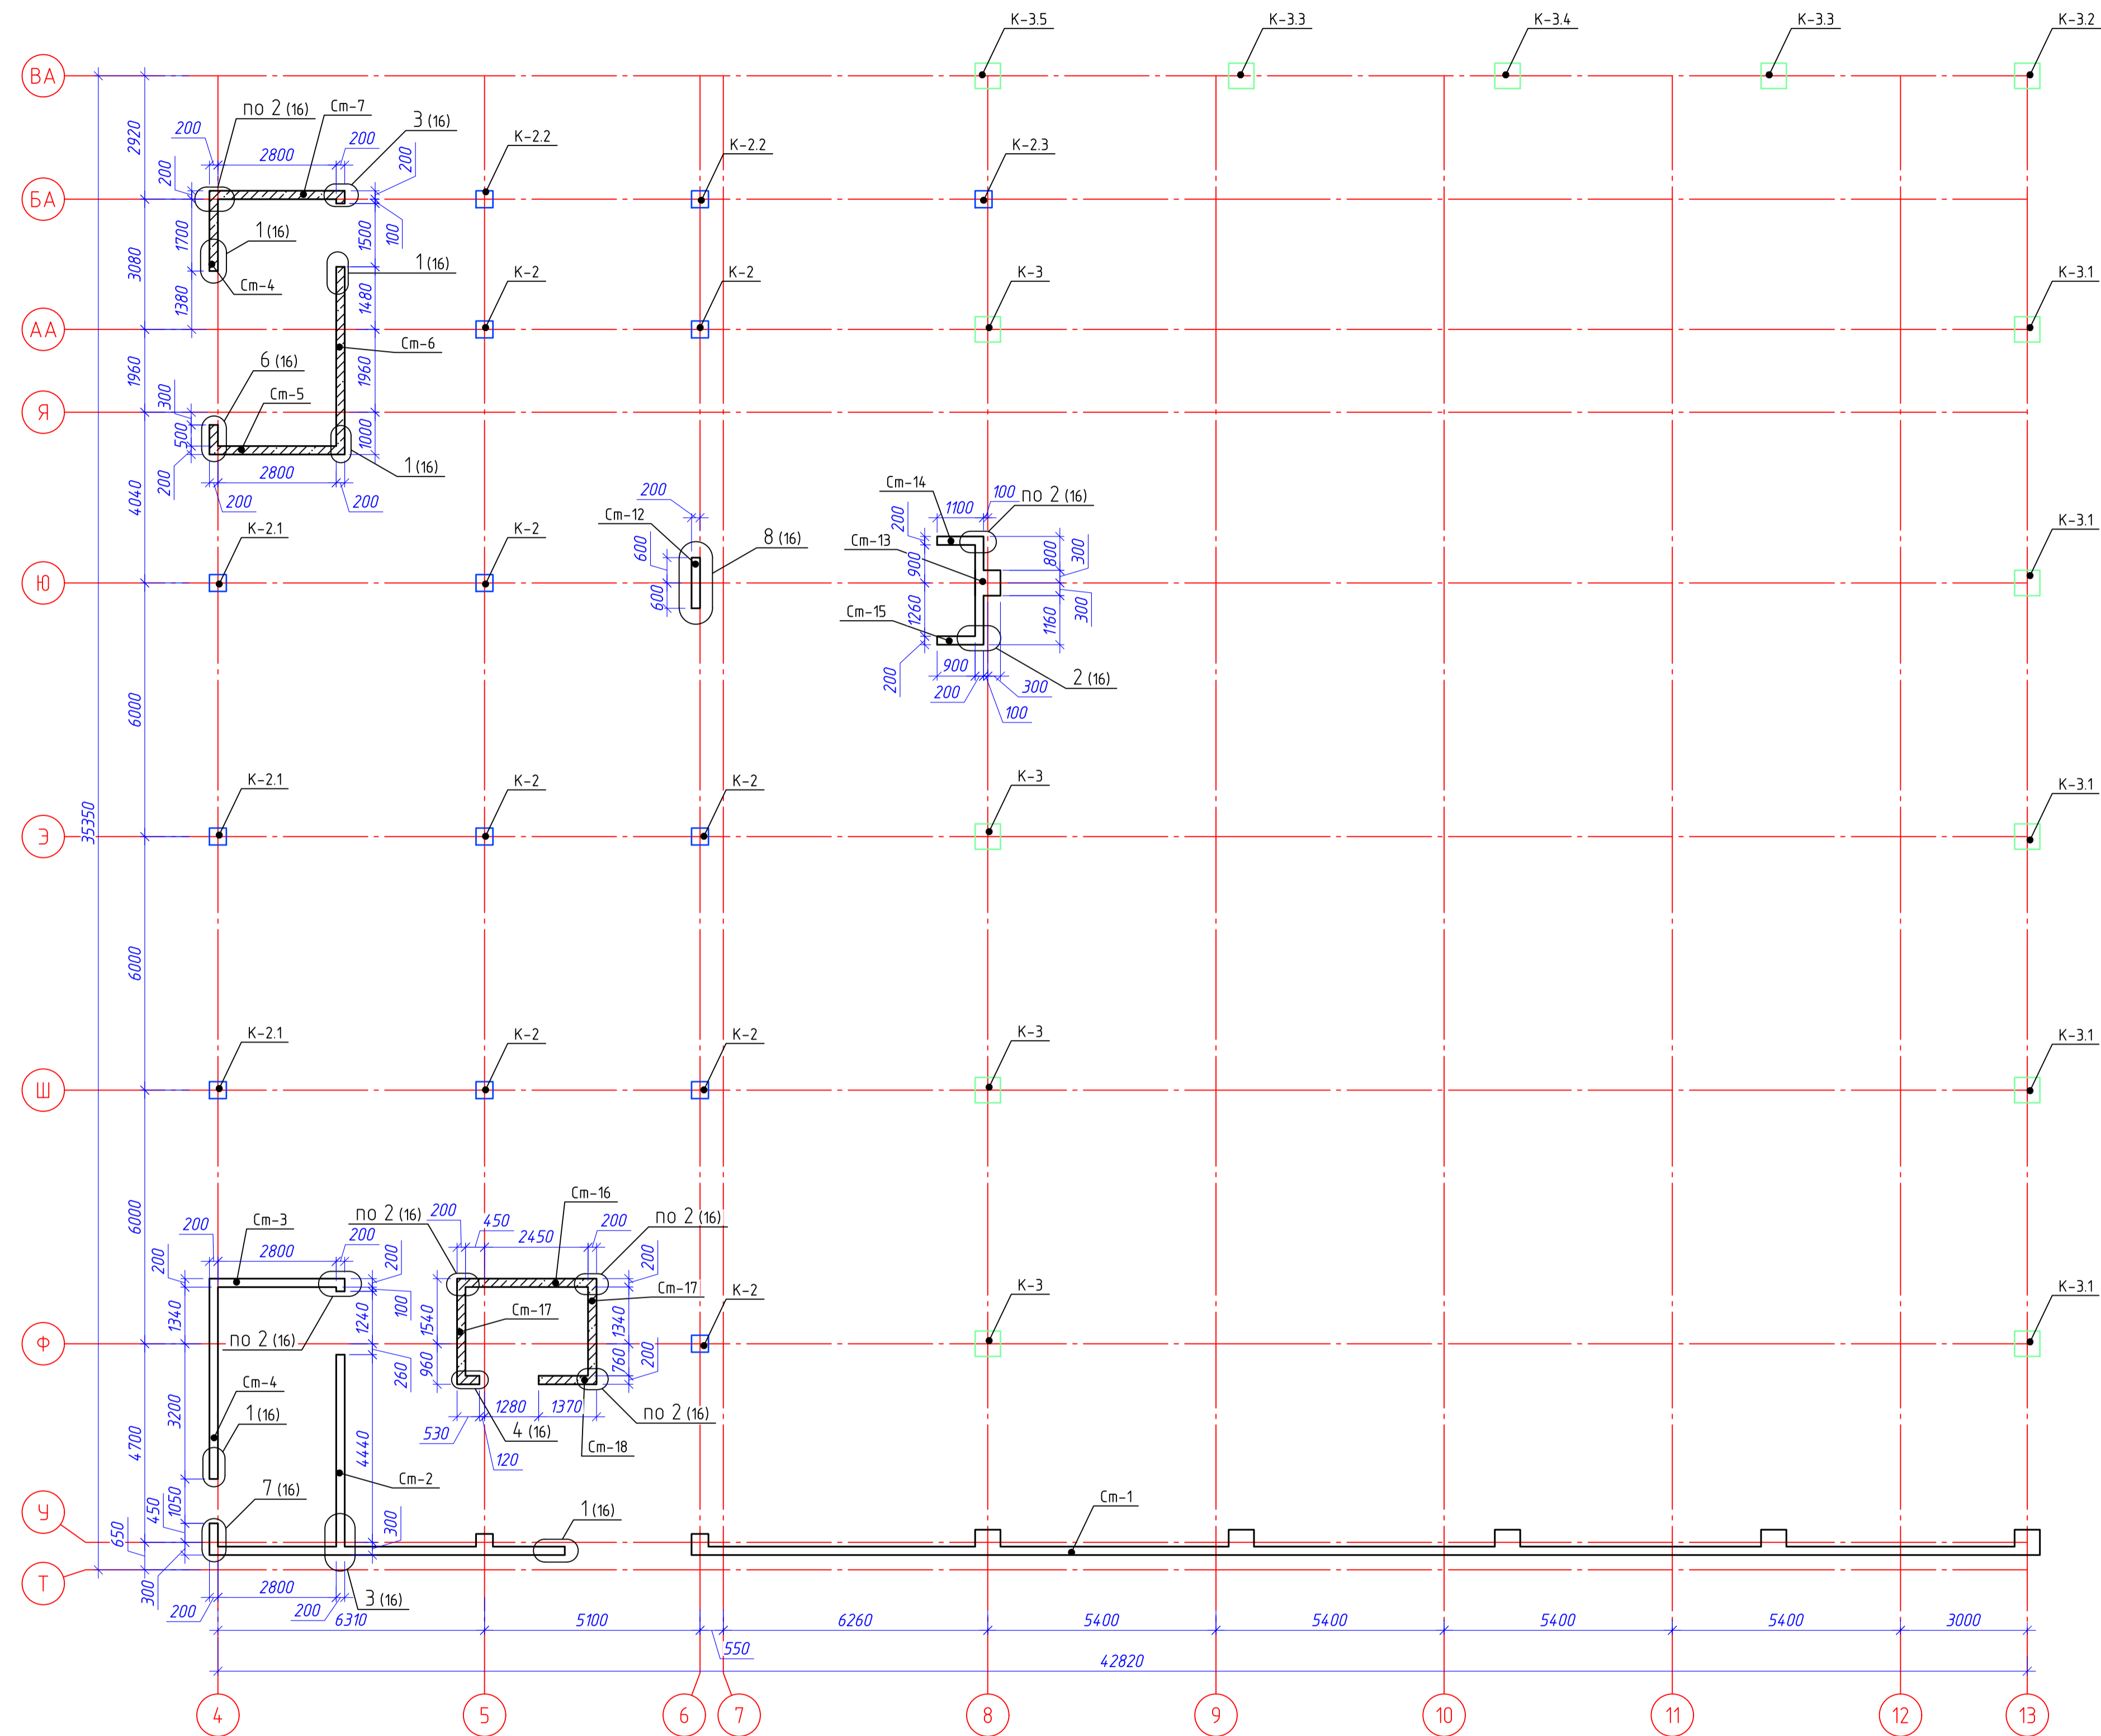 К-3.5
К-3.3
К-3.4
К-3.3
К-3.2
ВА
по 2 (16)
Ст-7
3 (16)
200
2800
200
200
200
2920
К-2.2
К-2.2
К-2.3
БА
1700
1(16)
1500
100
3080
1380
Ст-4
1(16)
1480
К-2
К-2
К-3
К-3.1
АА
Ст-6
1960
6 (16)
300
Ст-5
1960
Я
500
1000
200
2800
1(16)
200
200
4040
К-2.1
К-2
200
Ст-12
600
8 (16)
600
Ст-14
1100
100
по 2 (16)
200
Ст-13
900
800
300
К-3.1
Ю
1260
Ст-15
1160
300
200
900
200
300
2 (16)
100
6000
35350
К-2.1
К-2
К-2
К-3
К-3.1
Э
6000
К-2.1
К-2
К-2
К-3
К-3.1
Ш
6000
200
Ст-3
200
2800
200
200
по 2 (16)
200
450
Ст-16
2450
200
по 2 (16)
200
1340
по 2 (16)
100
1240
1540
Ст-17
Ст-17
1340
К-2
К-3
К-3.1
Ф
260
960
760
200
Ст-4
3200
1(16)
1280
1370
530
4 (16)
120
Ст-18
по 2 (16)
4700
4440
Ст-2
7 (16)
1050
450
650
300
1(16)
Ст-1
У
Т
300
2800
200
200
3 (16)
6310
5100
550
6260
5400
5400
5400
5400
3000
42820
4
5
6
7
8
9
10
11
12
13